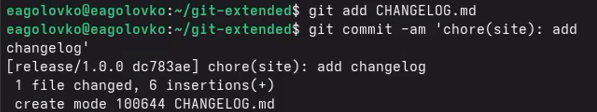 eagolovko@eagolovko:~/git-extended$ git add CHANGELOG.md
eagolovko@eagolovko:~/git-extended$ git commit -am 'chore(site): add
changelog'
[release/1.0.0 dc783ae] chore(site): add changelog
 1 file changed, 6 insertions(+)
 create mode 100644 CHANGELOG.md